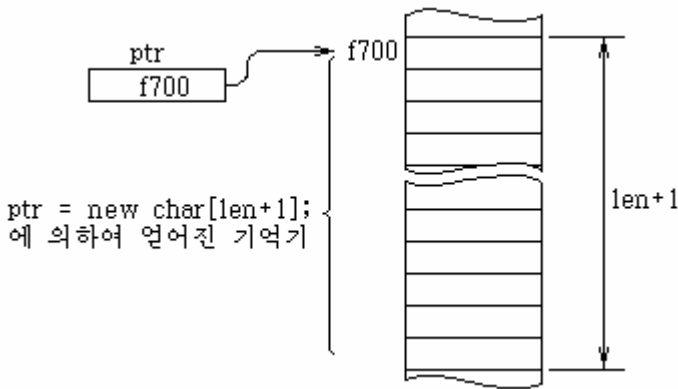 ptr
f700
f700
len+1
ptr = new char[len+1];
에 의하여 얻어진 기억기